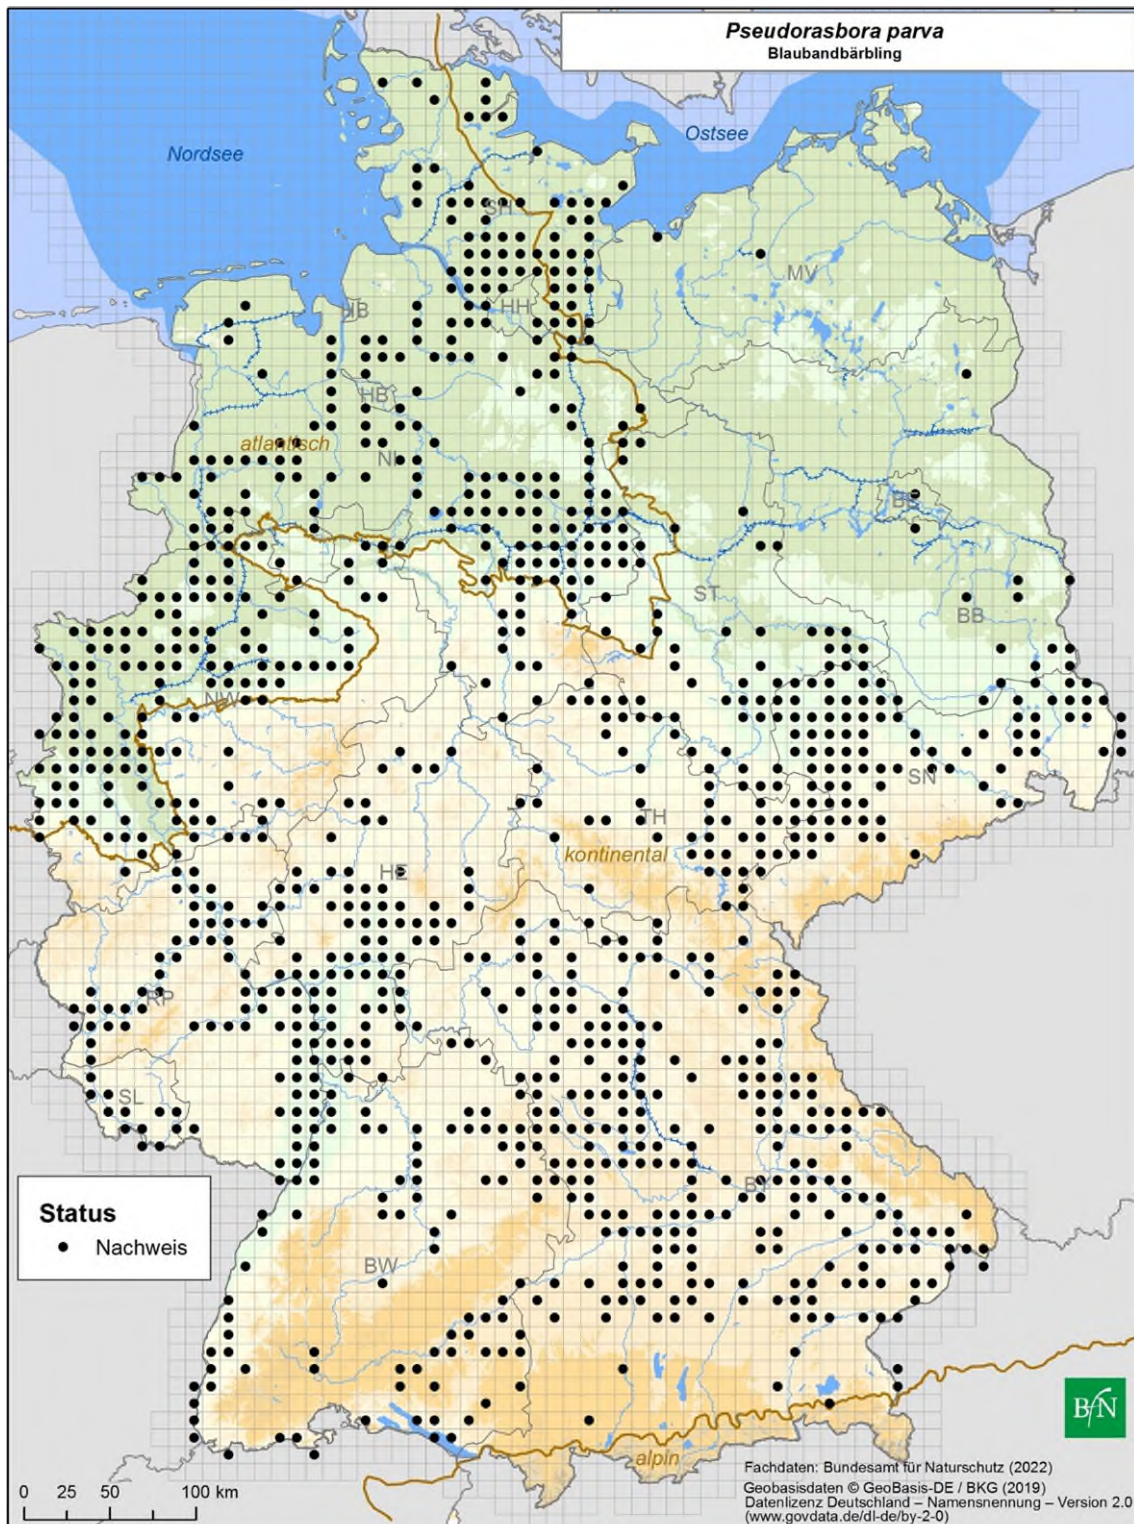 Pseudorasbora parva
Blaubandbärbling
Nordsee
Ostsee
SH
MV
HB
HH
HB
atlantisch
NI
BE
ST
BB
NW
SN
TH
kontinental
HE
RP
SL
BY
Status
Nachweis
BW
BfN
alpin
Fachdaten: Bundesamt für Naturschutz (2022)
0 25 50 100 km
Geobasisdaten © GeoBasis-DE / BKG (2019)
Datenlizenz Deutschland – Namensnennung – Version 2.0
(www.govdata.de/dl-de/by-2-0)